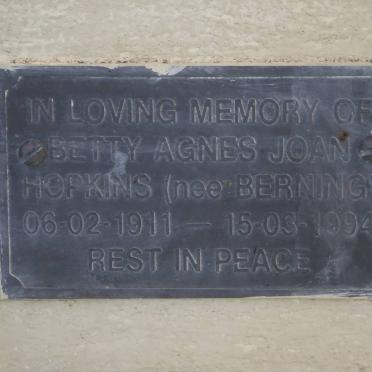 IN LOVING MEMORY OF
BETTY AGNES JOAN
HOPKINS (nee BERNING
06-02-1911 — 15-03-1994
REST IN PEACE